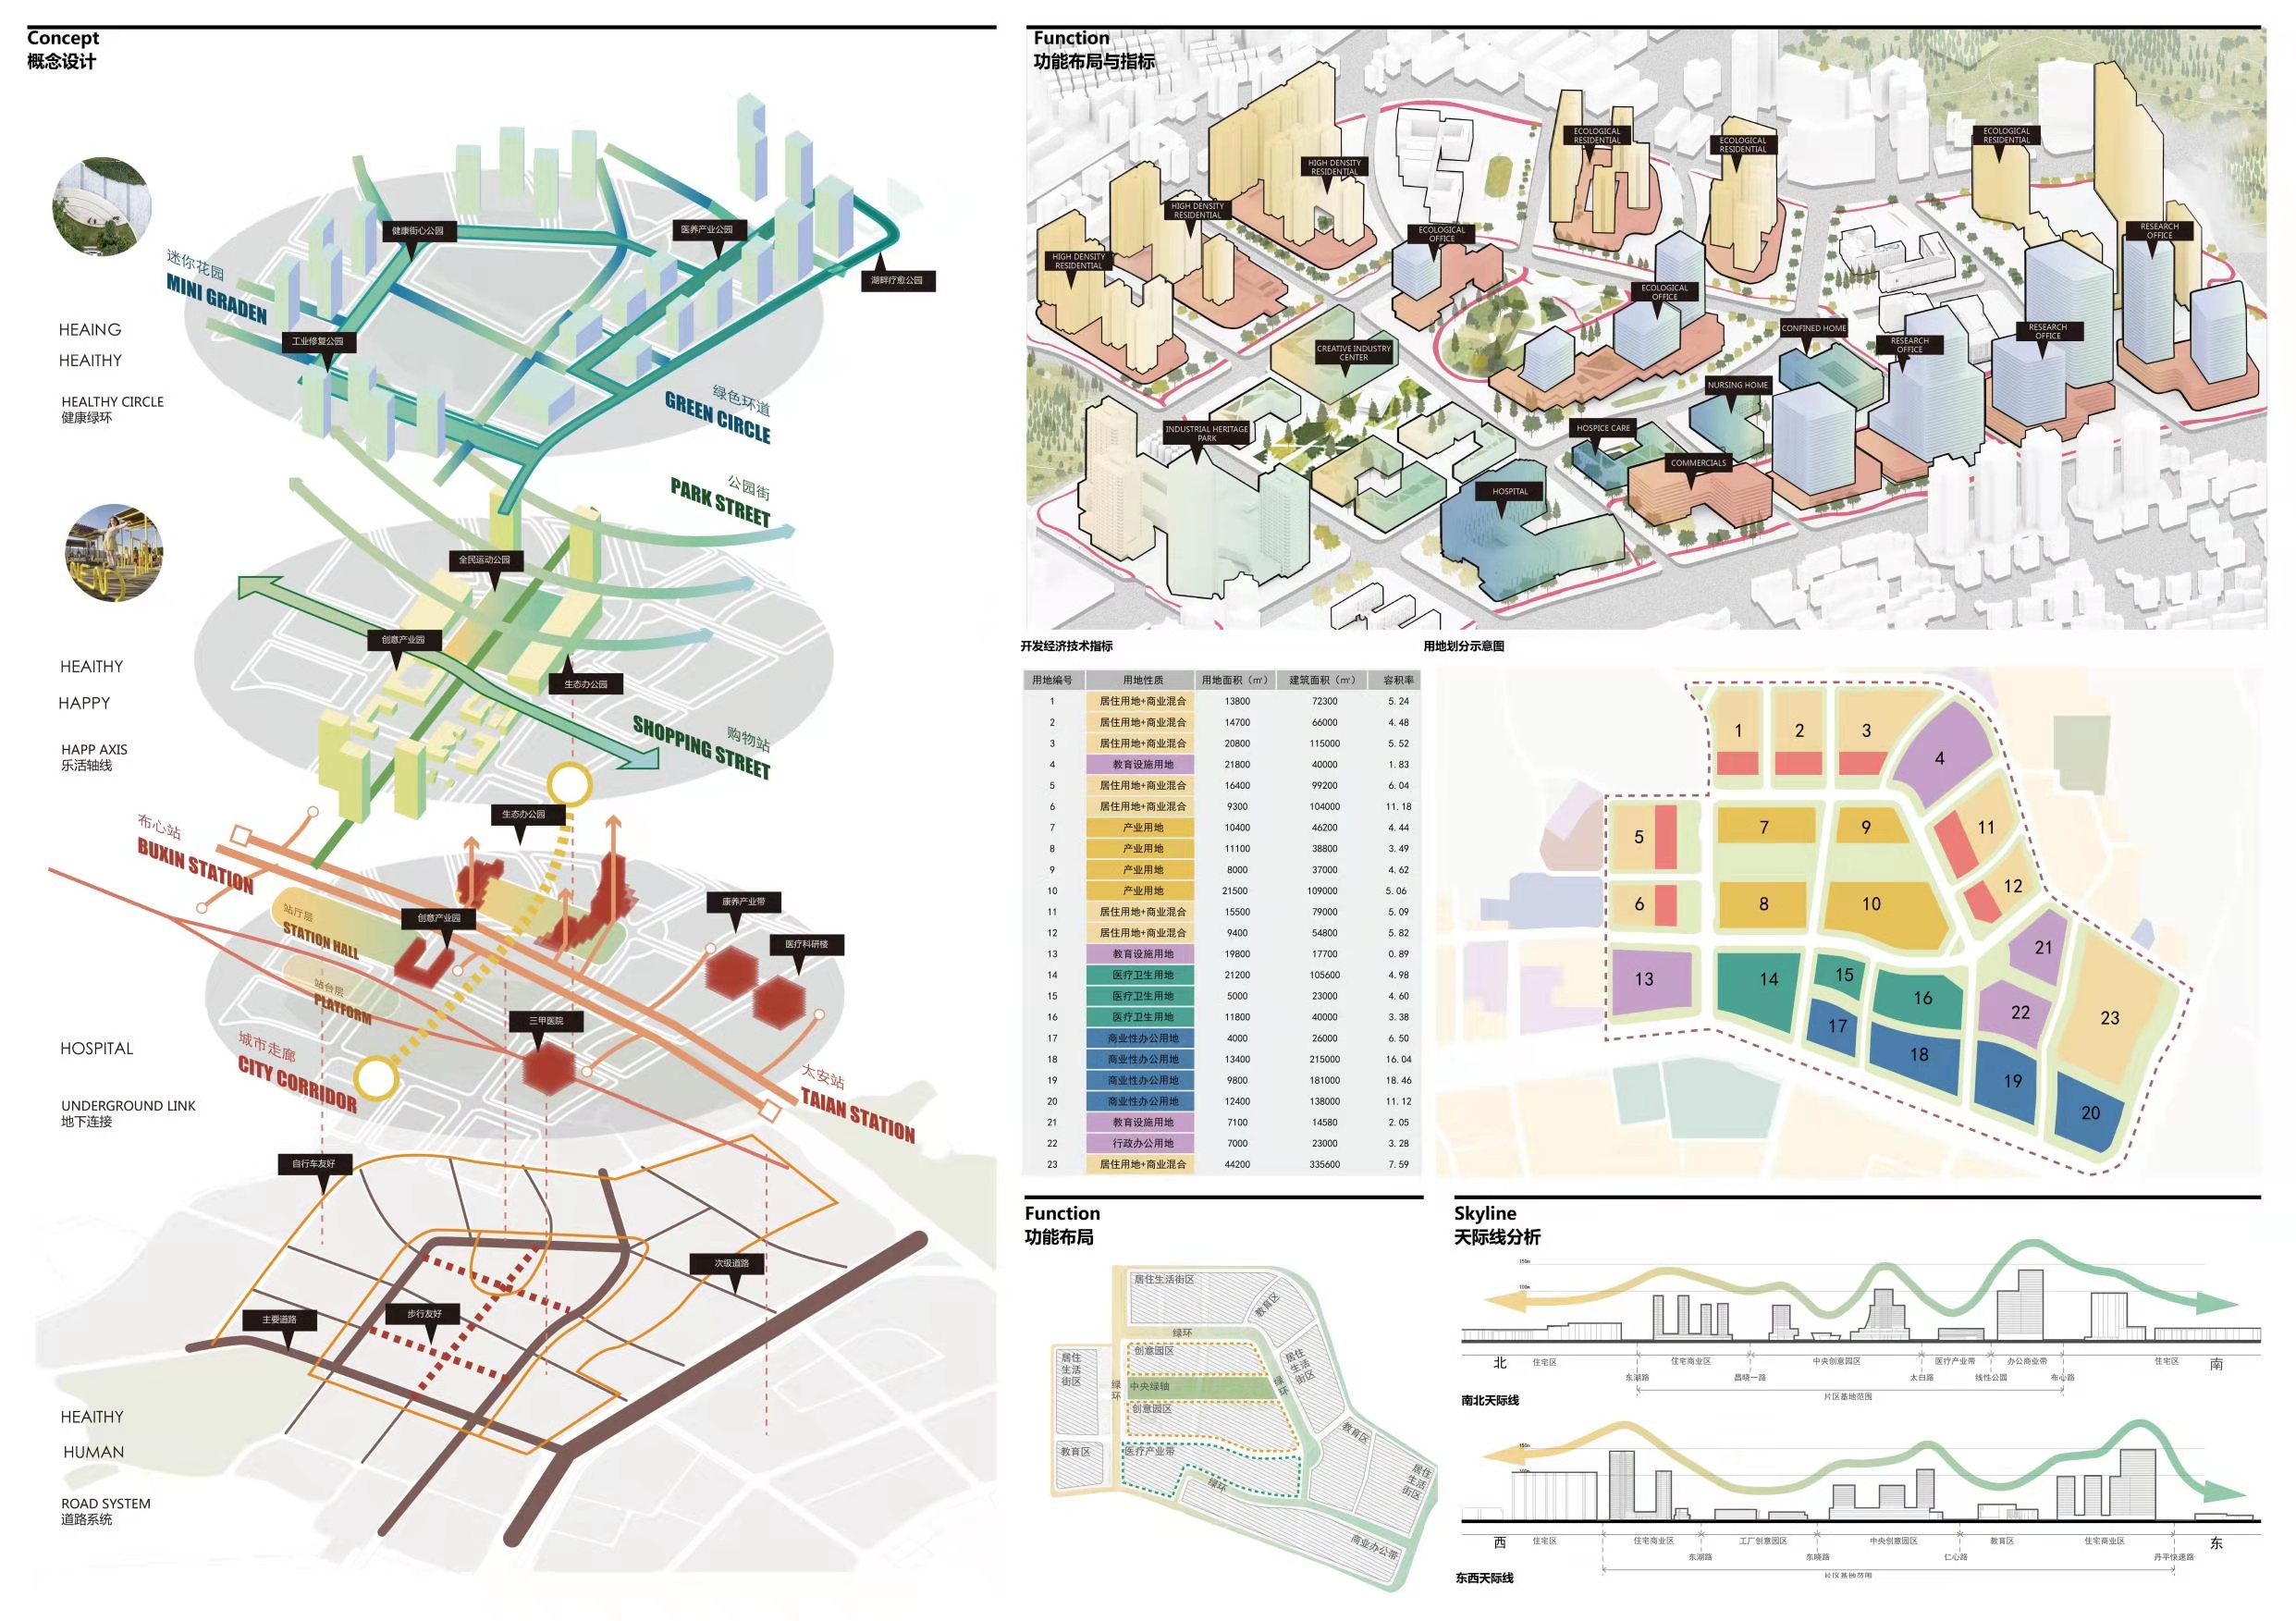 Concept
概念设计
健康街心公园
医养产业公园
湖畔疗愈公园
迷你花园
MINI GRADEN
HEAING
HEAITHY
工业修复公园
HEALTHY CIRCLE
健康绿环
绿色环道
GREEN CIRCLE
公园街
PARK STREET
全民运动公园
创意产业园
生态办公园
HEAITHY
HAPPY
购物站
SHOPPING STREET
HAPP AXIS
乐活轴线
生态办公园
布心站
BUXIN STATION
康养产业带
站厅层
STATION HALL
创意产业园
医疗科研楼
站台层
PLATFORM
三甲医院
城市走廊
CITY CORRIDOR
HOSPITAL
太安站
TAIAN STATION
UNDERGROUND LINK
地下连接
自行车友好
次级道路
步行友好
主要道路
HEAITHY
HUMAN
ROAD SYSTEM
道路系统
Function
功能布局与指标
ECOLOGICAL
RESIDENTIAL
ECOLOGICAL
RESIDENTIAL
ECOLOGICAL
RESIDENTIAL
HIGH DENSITY
RESIDENTIAL
HIGH DENSITY
RESIDENTIAL
HIGH DENSITY
RESIDENTIAL
ECOLOGICAL
OFFICE
RESEARCH
OFFICE
ECOLOGICAL
OFFICE
CONFINED HOME
RESEARCH
OFFICE
RESEARCH
OFFICE
CREATIVE INDUSTRY
CENTER
NURSING HOME
INDUSTRIAL HERITAGE
PARK
HOSPICE CARE
COMMERCIALS
HOSPITAL
开发经济技术指标
用地编号 用地性质 用地面积（㎡） 建筑面积（㎡） 容积率
1 居住用地+商业混合 13800 72300 5.24
2 居住用地+商业混合 14700 66000 4.48
3 居住用地+商业混合 20800 115000 5.52
4 教育设施用地 21800 40000 1.83
5 居住用地+商业混合 16400 99200 6.04
6 居住用地+商业混合 9300 104000 11.18
7 产业用地 10400 46200 4.44
8 产业用地 11100 38800 3.49
9 产业用地 8000 37000 4.62
10 产业用地 21500 109000 5.06
11 居住用地+商业混合 15500 79000 5.09
12 居住用地+商业混合 9400 54800 5.82
13 教育设施用地 19800 17700 0.89
14 医疗卫生用地 21200 105600 4.98
15 医疗卫生用地 5000 23000 4.60
16 医疗卫生用地 11800 40000 3.38
17 商业性办公用地 4000 26000 6.50
18 商业性办公用地 13400 215000 16.04
19 商业性办公用地 9800 181000 18.46
20 商业性办公用地 12400 138000 11.12
21 教育设施用地 7100 14580 2.05
22 行政办公用地 7000 23000 3.28
23 居住用地+商业混合 44200 335600 7.59
用地划分示意图
1
2
3
4
5
7
9
11
6
8
10
12
13
14
15
16
21
22
23
17
18
19
20
Function
功能布局
居住生活街区
教育区
绿环
创意园区
居住
生活
街区
居住
生活
街区
绿环
中央绿轴
绿环
创意园区
教育区
教育区
医疗产业带
绿环
居住
生活
街区
商业办公带
Skyline
天际线分析
150m
100m
北 住宅区 住宅商业区 中央创意园区 医疗产业带 办公商业带 住宅区 南
东湖路 昌晓一路 太白路 线性公园 布心路
片区基地范围
南北天际线
150m
100m
西 住宅区 住宅商业区 工厂创意园区 中央创意园区 教育区 住宅商业区 东
东湖路 东晓路 仁心路 丹平快速路
片区基地范围
东西天际线